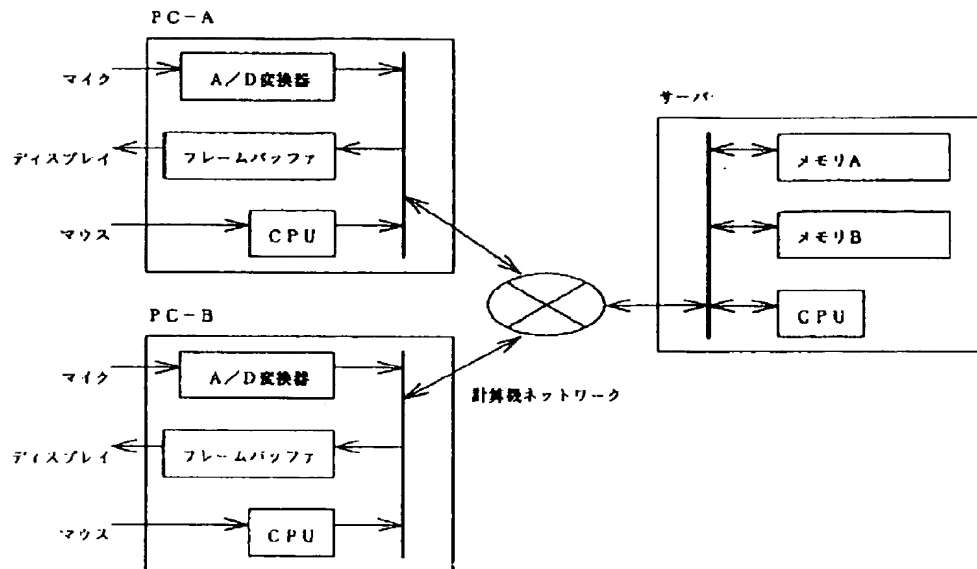 PC-A
マイク
A/D変換器
ディスプレイ
フレームバッファ
マウス
CPU
サーバ
メモリA
メモリB
CPU
計算機ネットワーク
PC-B
マイク
A/D変換器
ディスプレイ
フレームバッファ
マウス
CPU